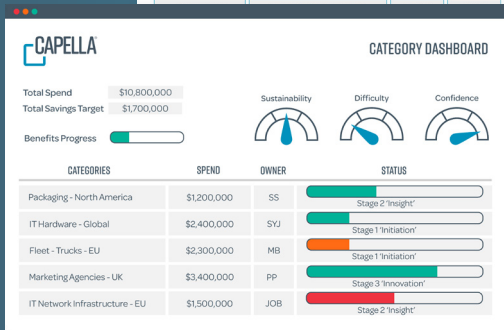 CAPELLA
CATEGORY DASHBOARD
Total Spend $10,800,000
Total Savings Target $1,700,000
Benefits Progress
Sustainability Difficulty Confidence
CATEGORIES SPEND OWNER STATUS
Packaging - North America $1,200,000 SS
Stage 2 'Insight'
IT Hardware - Global $2,400,000 SYJ
Stage 1 'Initiation'
Fleet - Trucks - EU $2,300,000 MB
Stage 1 'Initiation'
Marketing Agencies - UK $3,400,000 PP
Stage 3 'Innovation'
IT Network Infrastructure - EU $1,500,000 JOB
Stage 2 'Insight'